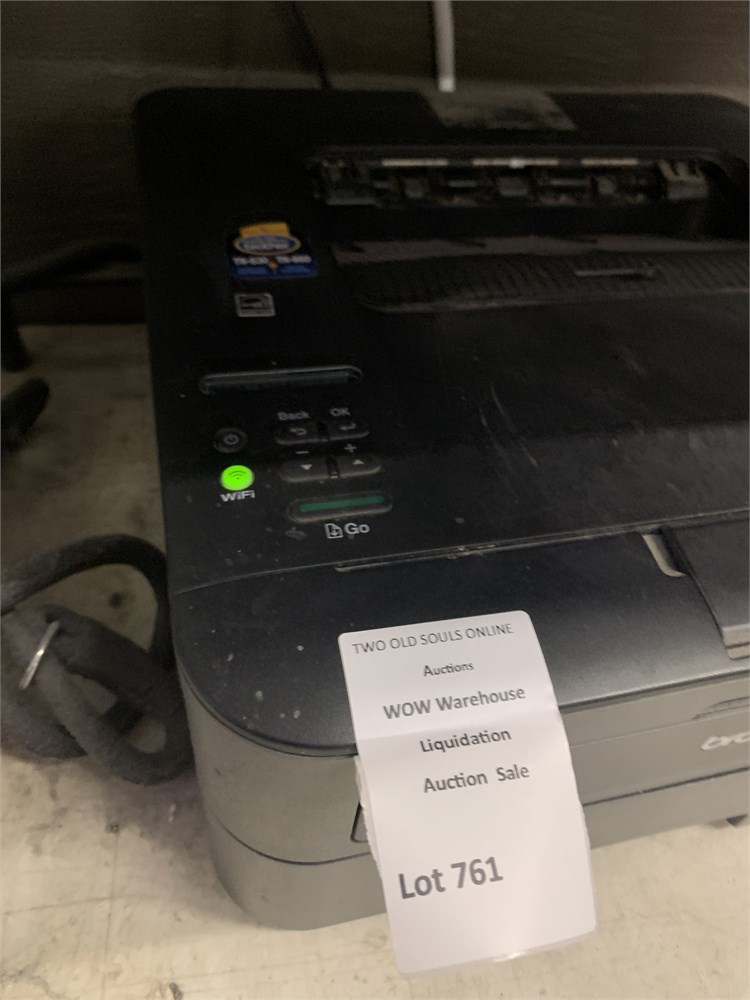 Back OK
- +
WiFi
Go
TWO OLD SOULS ONLINE
Auctions
WOW Warehouse
Liquidation
Auction Sale
Lot 761